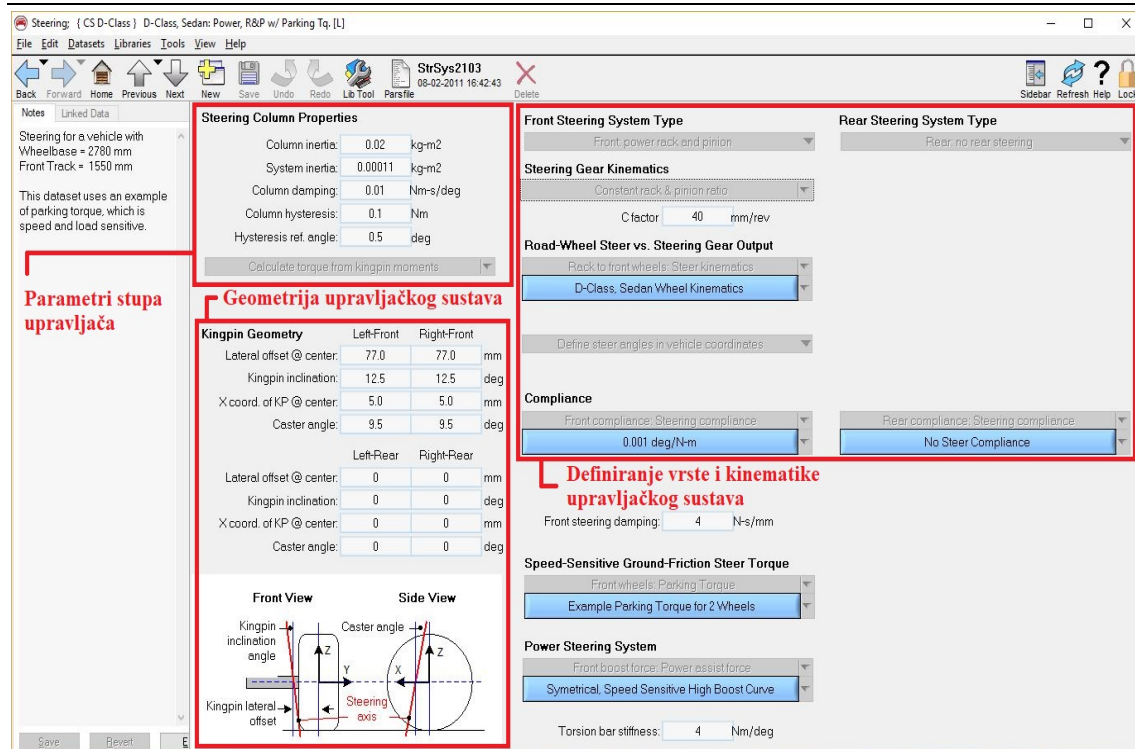 Steering; { CS D-Class } D-Class, Sedan: Power, R&P w/ Parking Tq. [L]
File Edit Datasets Libraries Tools View Help
Back Forward Home Previous Next New Save Undo Redo Lib Tool Parsfile StrSys2103 08-02-2011 16:42:43 Delete Sidebar Refresh Help Lock
Notes Linked Data
Steering for a vehicle with
Wheelbase = 2780 mm
Front Track = 1550 mm
This dataset uses an example
of parking torque, which is
speed and load sensitive.
Parametri stupa
upravljača
Save Revert E
Steering Column Properties
Column inertia: 0.02 kg-m2
System inertia: 0.00011 kg-m2
Column damping: 0.01 Nm-s/deg
Column hysteresis: 0.1 Nm
Hysteresis ref. angle: 0.5 deg
Calculate torque from kingpin moments
Geometrija upravljačkog sustava
Kingpin Geometry Left-Front Right-Front
Lateral offset @ center: 77.0 77.0 mm
Kingpin inclination: 12.5 12.5 deg
X coord. of KP @ center: 5.0 5.0 mm
Caster angle: 9.5 9.5 deg
Left-Rear Right-Rear
Lateral offset @ center: 0 0 mm
Kingpin inclination: 0 0 deg
X coord. of KP @ center: 0 0 mm
Caster angle: 0 0 deg
Front View Side View
Kingpin
inclination
angle
Caster angle
Z
Y
X
Z
Kingpin lateral
offset
Steering
axis
Front Steering System Type
Front: power rack and pinion
Rear Steering System Type
Rear: no rear steering
Steering Gear Kinematics
Constant rack & pinion ratio
C factor 40 mm/rev
Road-Wheel Steer vs. Steering Gear Output
Rack to front wheels: Steer kinematics
D-Class, Sedan Wheel Kinematics
Define steer angles in vehicle coordinates
Compliance
Front compliance: Steering compliance
0.001 deg/N-m
Rear compliance: Steering compliance
No Steer Compliance
Definiranje vrste i kinematike
upravljačkog sustava
Front steering damping: 4 N-s/mm
Speed-Sensitive Ground-Friction Steer Torque
Front wheels: Parking Torque
Example Parking Torque for 2 Wheels
Power Steering System
Front boost force: Power assist force
Symetrical, Speed Sensitive High Boost Curve
Torsion bar stiffness: 4 Nm/deg